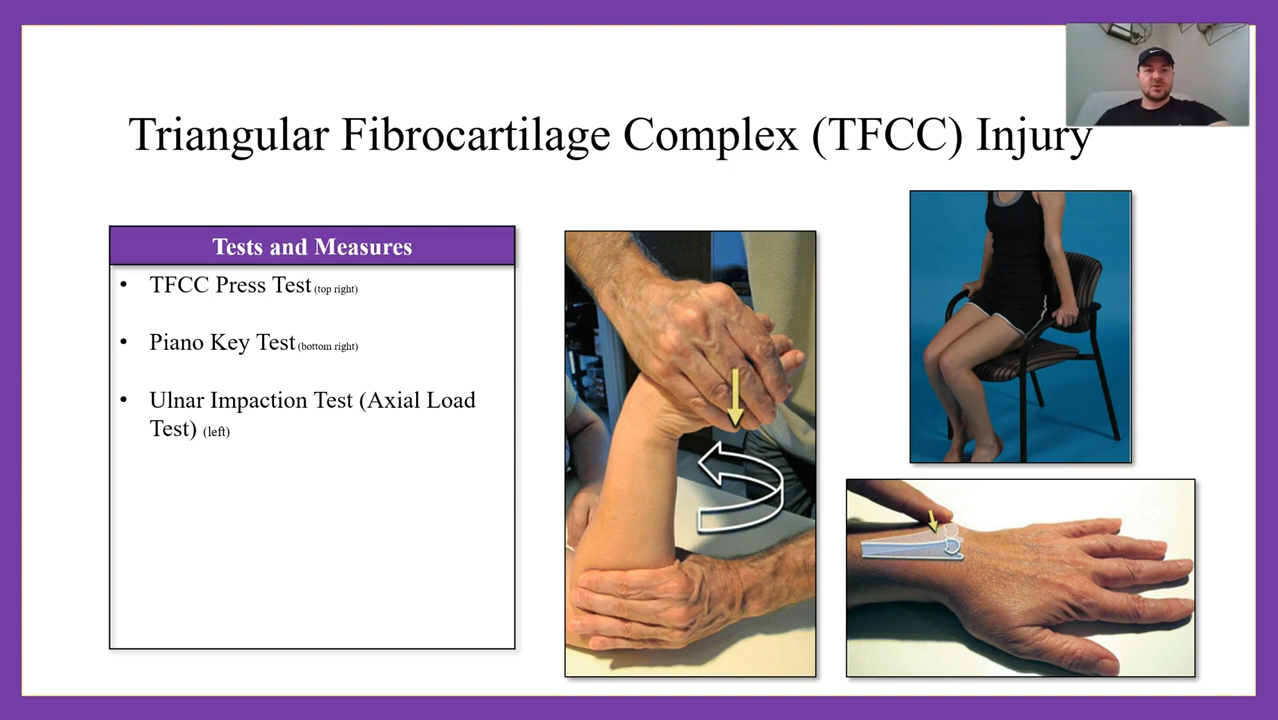 Triangular Fibrocartilage Complex (TFCC) Injury
Tests and Measures
• TFCC Press Test (top right)
• Piano Key Test (bottom right)
• Ulnar Impaction Test (Axial Load
Test) (left)